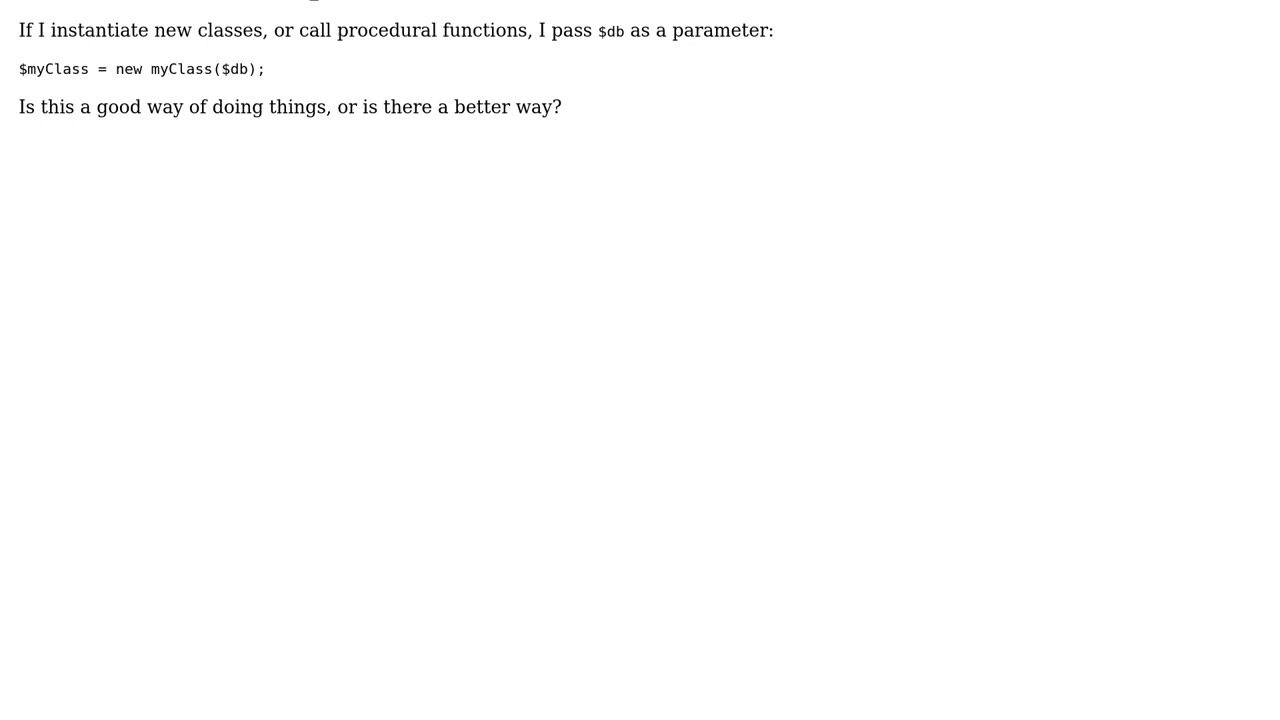 If I instantiate new classes, or call procedural functions, I pass $db as a parameter:
$myClass = new myClass($db);
Is this a good way of doing things, or is there a better way?